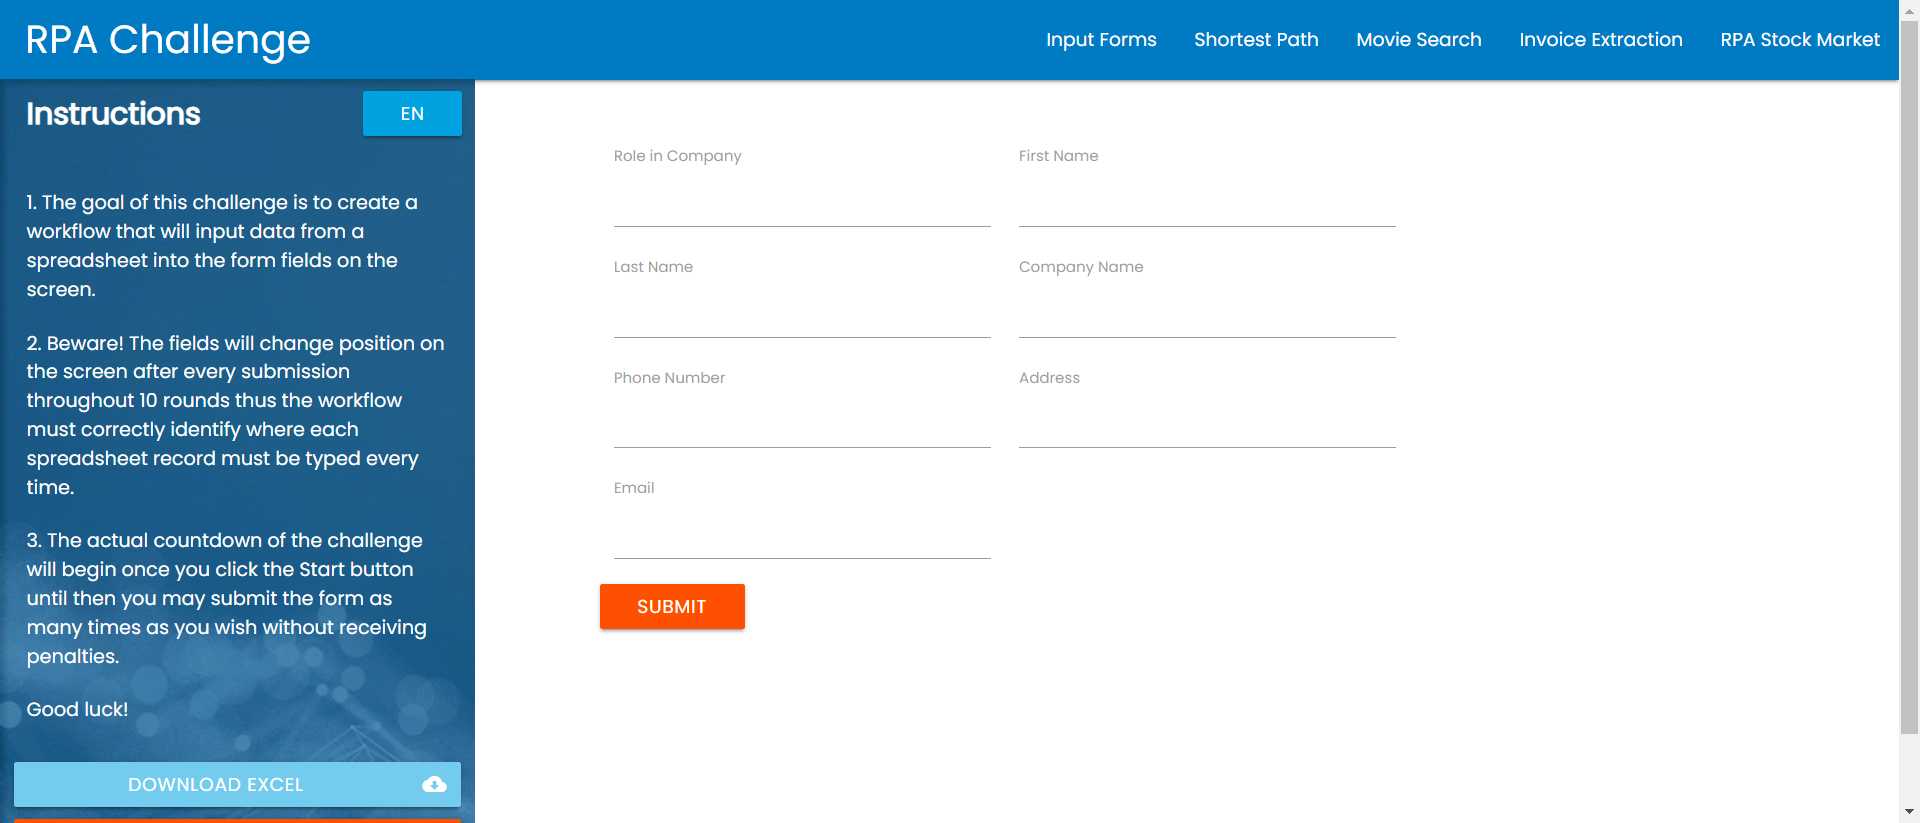 RPA Challenge
Input Forms
Shortest Path
Movie Search
Invoice Extraction
RPA Stock Market
Instructions
EN
1. The goal of this challenge is to create a
workflow that will input data from a
spreadsheet into the form fields on the
screen.
2. Beware! The fields will change position on
the screen after every submission
throughout 10 rounds thus the workflow
must correctly identify where each
spreadsheet record must be typed every
time.
3. The actual countdown of the challenge
will begin once you click the Start button
until then you may submit the form as
many times as you wish without receiving
penalties.
Good luck!
DOWNLOAD EXCEL
Role in Company
First Name
Last Name
Company Name
Phone Number
Address
Email
SUBMIT